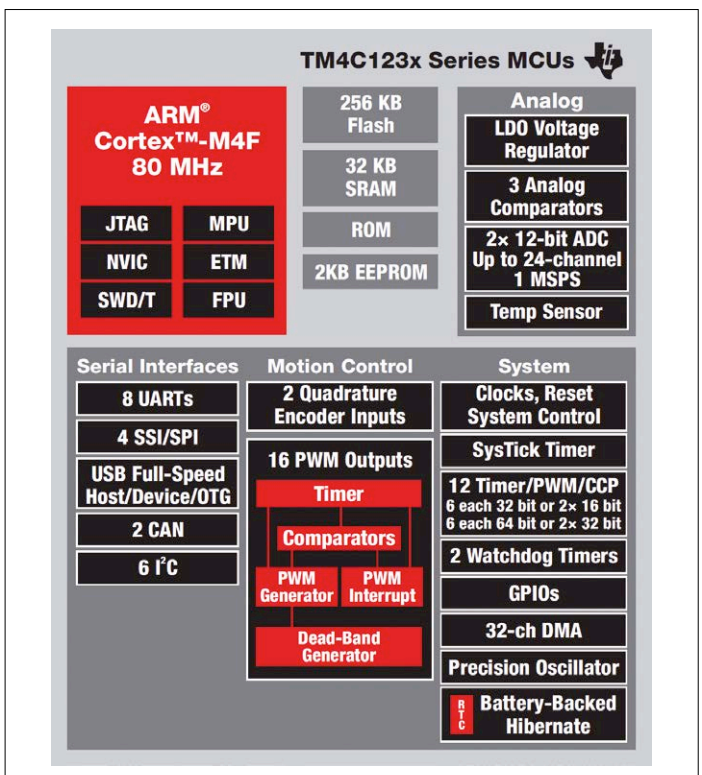 TM4C123x Series MCUs
ARM®
Cortex™-M4F
80 MHz
JTAG
MPU
NVIC
ETM
SWD/T
FPU
256 KB
Flash
32 KB
SRAM
ROM
2KB EEPROM
Analog
LDO Voltage
Regulator
3 Analog
Comparators
2× 12-bit ADC
Up to 24-channel
1 MSPS
Temp Sensor
Serial Interfaces
8 UARTs
4 SSI/SPI
USB Full-Speed
Host/Device/OTG
2 CAN
6 I²C
Motion Control
2 Quadrature
Encoder Inputs
16 PWM Outputs
Timer
Comparators
PWM
Generator
PWM
Interrupt
Dead-Band
Generator
System
Clocks, Reset
System Control
SysTick Timer
12 Timer/PWM/CCP
6 each 32 bit or 2× 16 bit
6 each 64 bit or 2× 32 bit
2 Watchdog Timers
GPIOs
32-ch DMA
Precision Oscillator
RTC
Battery-Backed
Hibernate